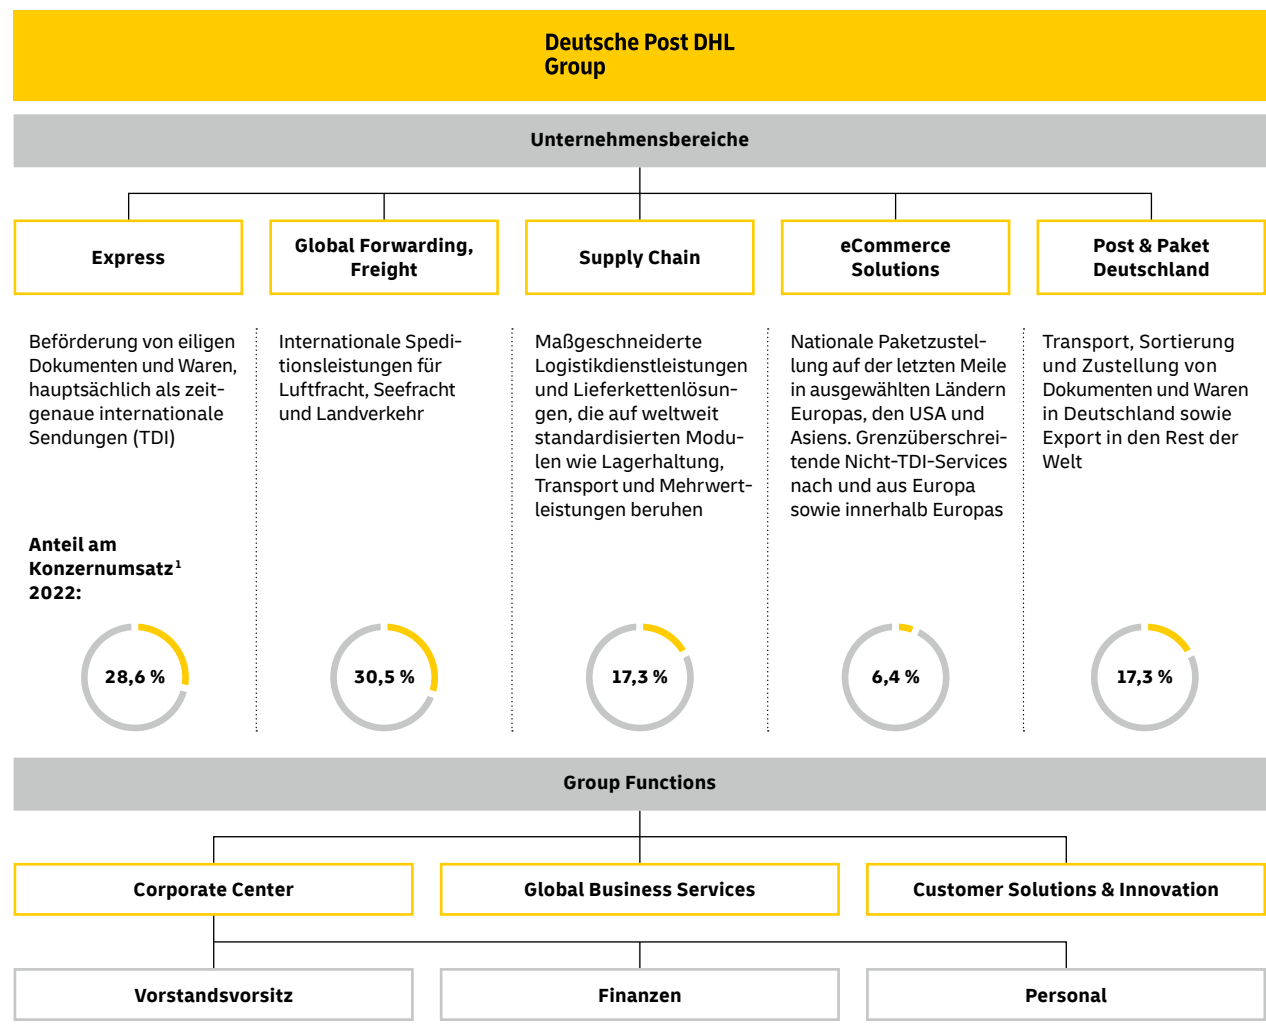 Deutsche Post DHL
Group
Unternehmensbereiche
Express
Global Forwarding,
Freight
Supply Chain
eCommerce
Solutions
Post & Paket
Deutschland
Beförderung von eiligen
Dokumenten und Waren,
hauptsächlich als zeit-
genaue internationale
Sendungen (TDI)
Internationale Spedi-
tionsleistungen für
Luftfracht, Seefracht
und Landverkehr
Maßgeschneiderte
Logistikdienstleistungen
und Lieferkettenlösun-
gen, die auf weltweit
standardisierten Modu-
len wie Lagerhaltung,
Transport und Mehrwert-
leistungen beruhen
Nationale Paketzustel-
lung auf der letzten Meile
in ausgewählten Ländern
Europas, den USA und
Asiens. Grenzüberschrei-
tende Nicht-TDI-Services
nach und aus Europa
sowie innerhalb Europas
Transport, Sortierung
und Zustellung von
Dokumenten und Waren
in Deutschland sowie
Export in den Rest der
Welt
Anteil am
Konzernumsatz¹
2022:
28,6 %
30,5 %
17,3 %
6,4 %
17,3 %
Group Functions
Corporate Center
Global Business Services
Customer Solutions & Innovation
Vorstandsvorsitz
Finanzen
Personal